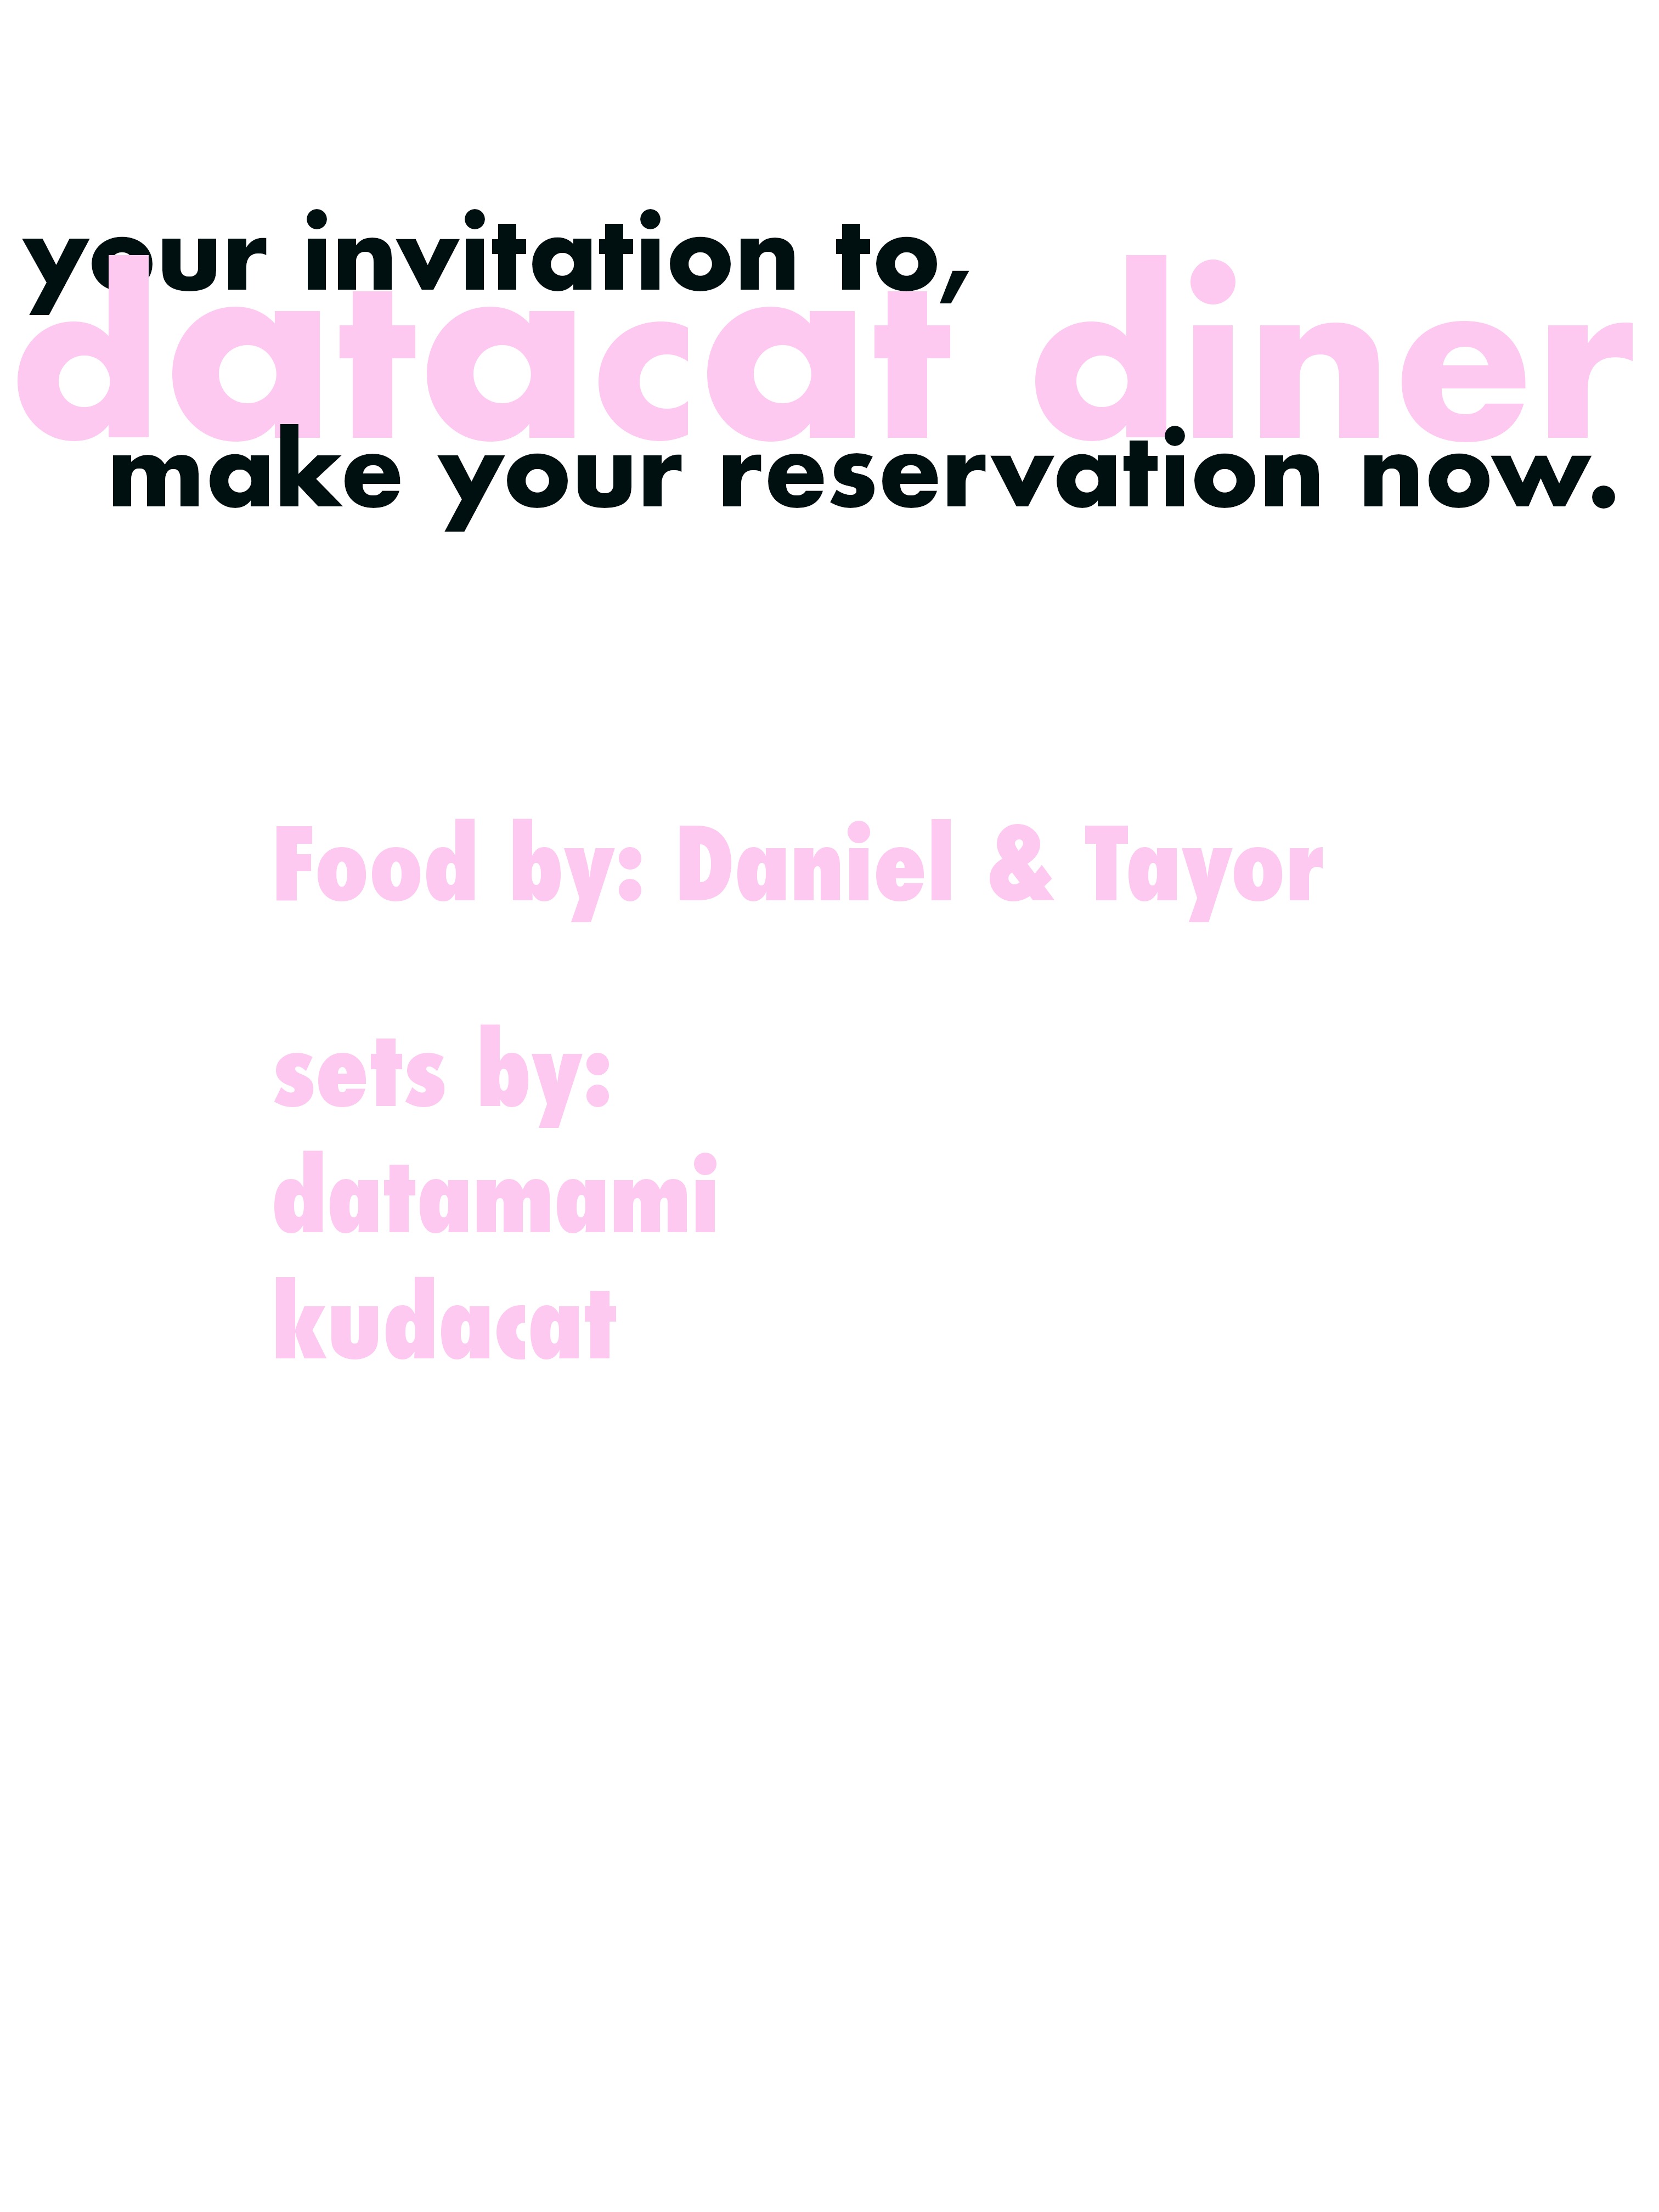 your invitation to,
datacat diner
make your reservation now.
Food by: Daniel & Tayor
sets by:
datamami
kudacat